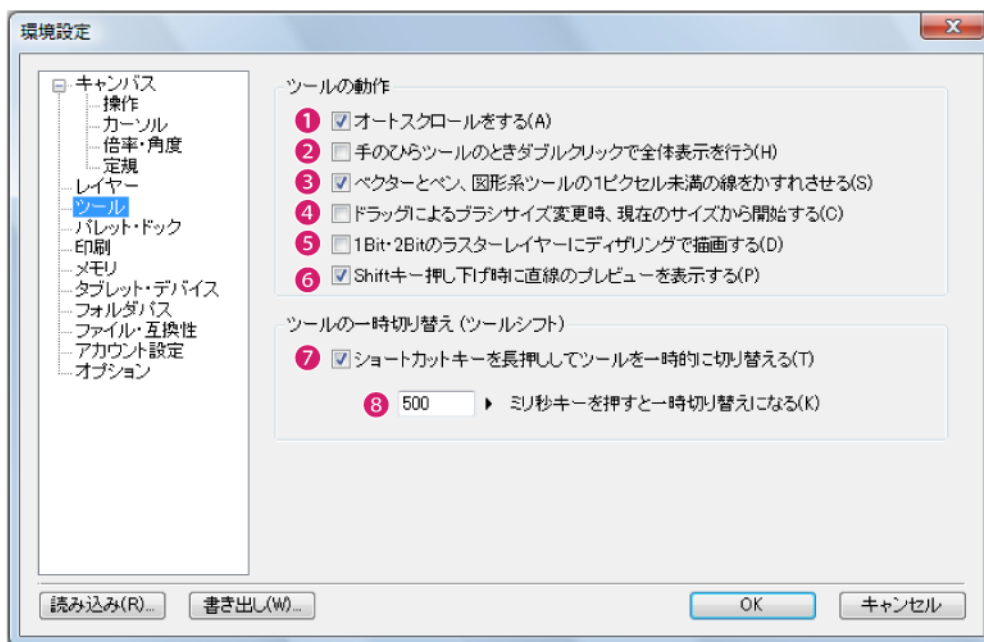 環境設定
キャンバス
操作
カーソル
倍率・角度
定規
レイヤー
ツール
パレット・ドック
印刷
メモリ
タブレット・デバイス
フォルダパス
ファイル・互換性
アカウント設定
オプション
ツールの動作
1 オートスクロールをする(A)
2 手のひらツールのときダブルクリックで全体表示を行う(H)
3 ベクターとペン、図形系ツールの1ピクセル未満の線をかすれさせる(S)
4 ドラッグによるブラシサイズ変更時、現在のサイズから開始する(C)
5 1Bit・2Bitのラスターレイヤーにディザリングで描画する(D)
6 Shiftキー押し下げ時に直線のプレビューを表示する(P)
ツールの一時切り替え(ツールシフト)
7 ショートカットキーを長押ししてツールを一時的に切り替える(T)
8 500 ミリ秒キーを押すと一時切り替えになる(K)
読み込み(R)...
書き出し(W)...
OK
キャンセル